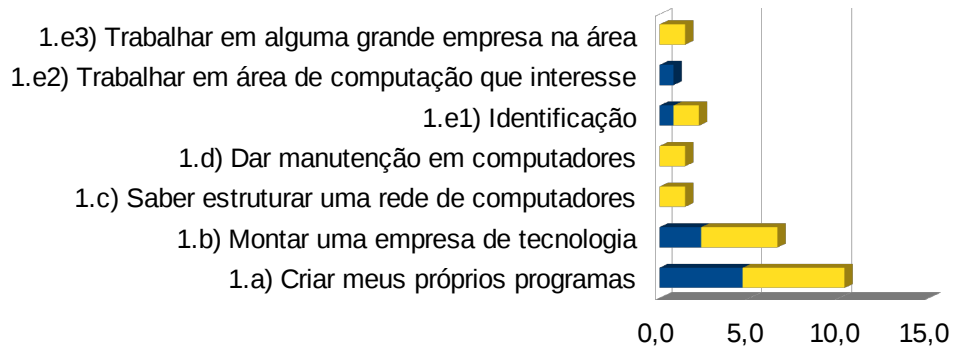 1.e3) Trabalhar em alguma grande empresa na área
1.e2) Trabalhar em área de computação que interesse
1.e1) Identificação
1.d) Dar manutenção em computadores
1.c) Saber estruturar uma rede de computadores
1.b) Montar uma empresa de tecnologia
1.a) Criar meus próprios programas
0,0 5,0 10,0 15,0